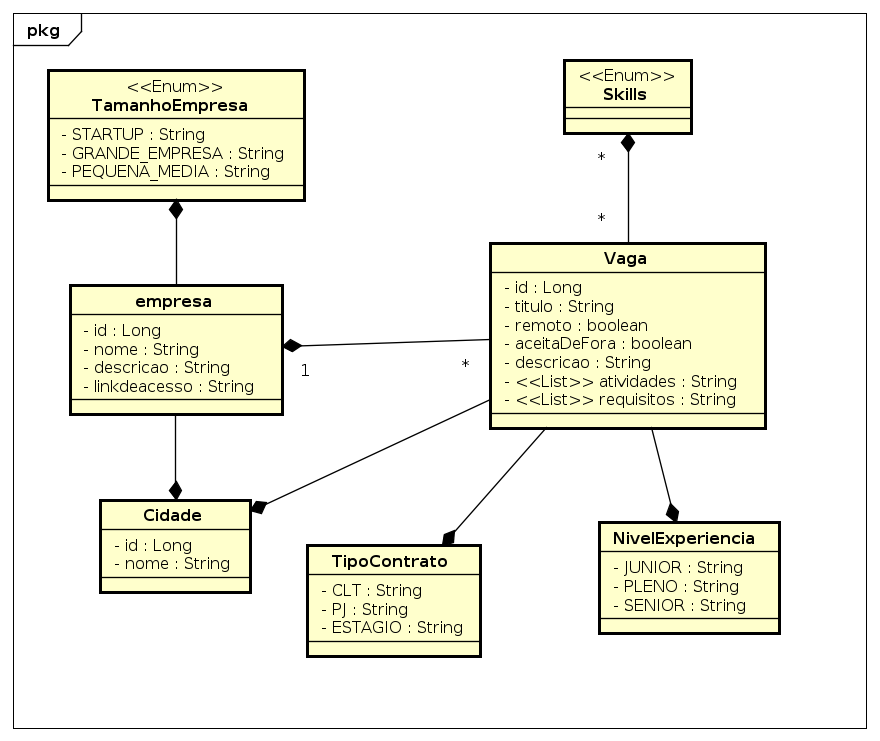 pkg
<<Enum>>
TamanhoEmpresa
- STARTUP : String
- GRANDE_EMPRESA : String
- PEQUENA_MEDIA : String
<<Enum>>
Skills
*
*
empresa
- id : Long
- nome : String
- descricao : String
- linkdeacesso : String
1
*
Vaga
- id : Long
- titulo : String
- remoto : boolean
- aceitaDeFora : boolean
- descricao : String
- <<List>> atividades : String
- <<List>> requisitos : String
Cidade
- id : Long
- nome : String
TipoContrato
- CLT : String
- PJ : String
- ESTAGIO : String
NivelExperiencia
- JUNIOR : String
- PLENO : String
- SENIOR : String